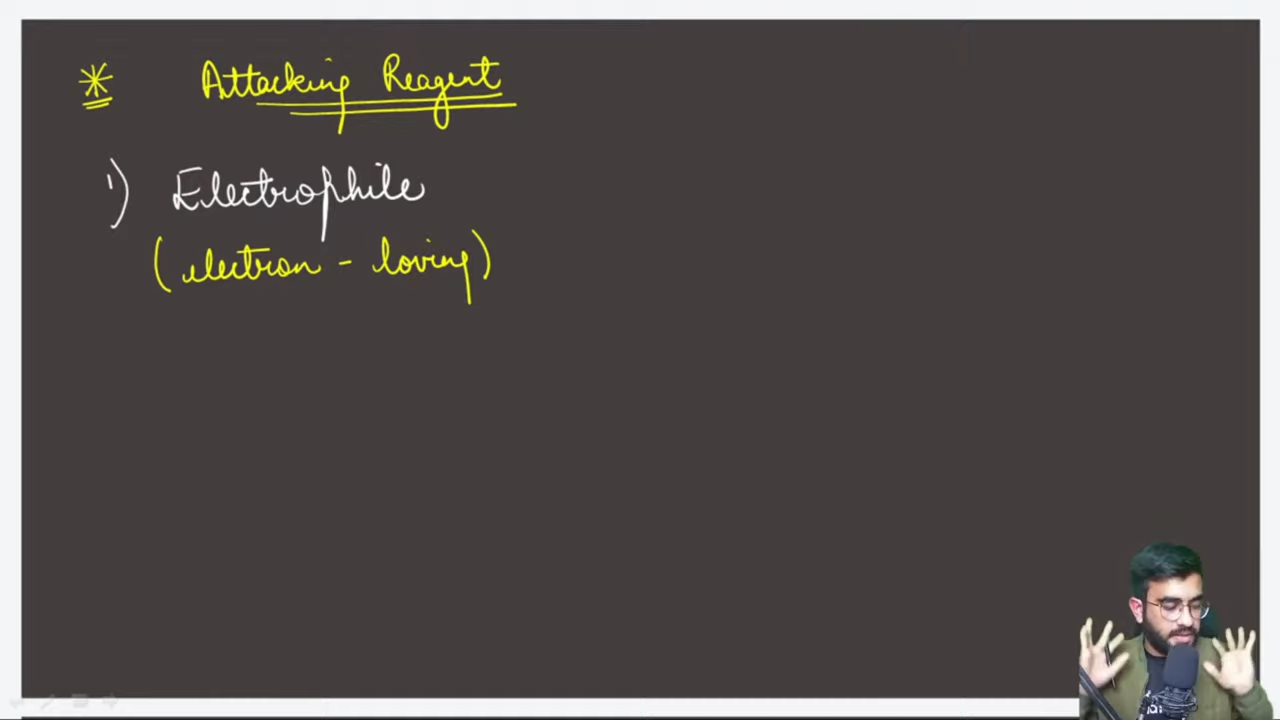 * Attacking Reagent
1) Electrophile
(electron - loving)